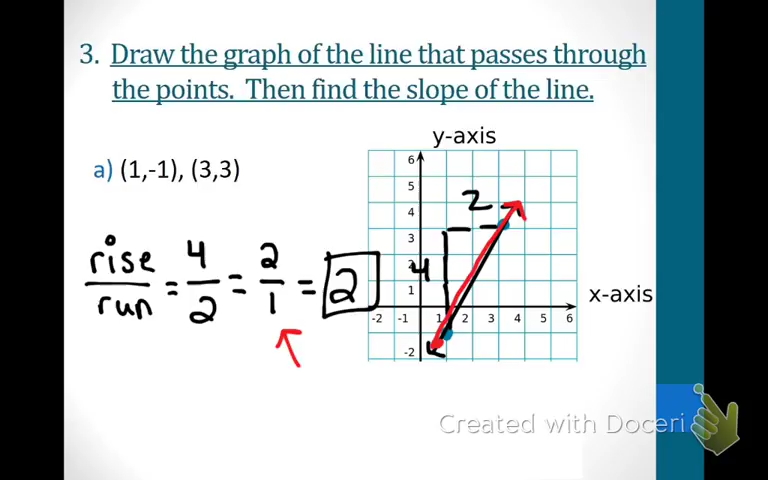 3. Draw the graph of the line that passes through
the points. Then find the slope of the line.
y-axis
a) (1,-1), (3,3)
6
5
4
3
2
1
-2 -1 1 2 3 4 5 6
-2
x-axis
2
4
rise/run = 4/2 = 2/1 = 2
Created with Doceri